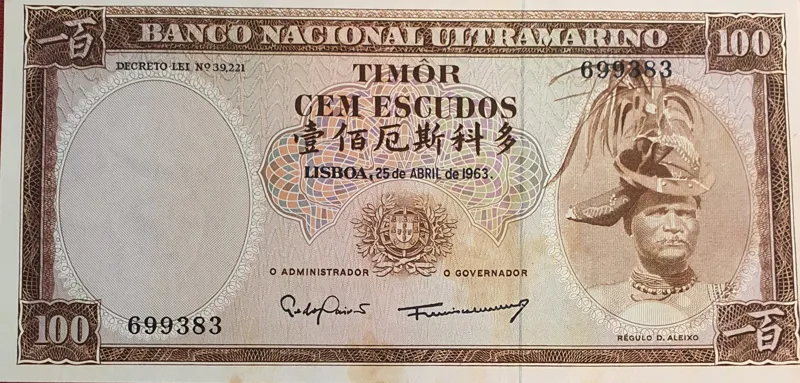 一百 BANCO NACIONAL ULTRAMARINO 100
DECRETO-LEI Nº 39,221
TIMÔR 699383
CEM ESCUDOS
壹佰厄斯科多
LISBOA, 25 de ABRIL de 1963.
O ADMINISTRADOR O GOVERNADOR
100 699383
RÉGULO D. ALEIXO
一百